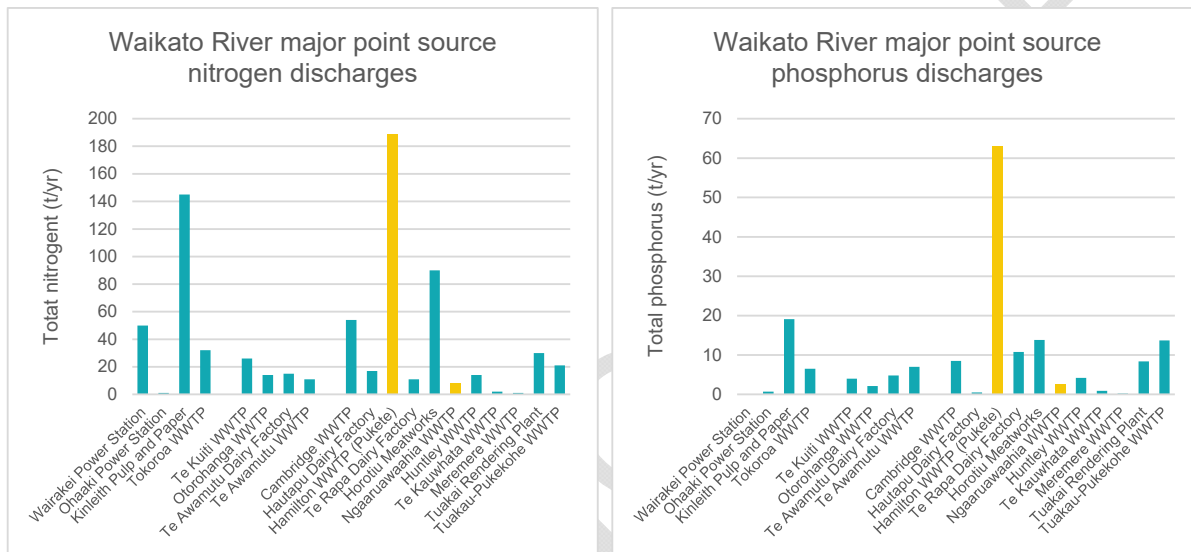 Waikato River major point source
nitrogen discharges
200
180
160
140
120
100
80
60
40
20
0
Totat nitrogent (t/yr)
Wairakei Power Station
Ohaaki Power Station
Kinleith Pulp and Paper
Tokoroa WWTP
Te Kuiti WWTP
Otorohanga WWTP
Te Awamutu Dairy Factory
Te Awamutu WWTP
Cambridge WWTP
Hautapu Dairy Factory
Hamilton WWTP (Pukete)
Te Rapa Dairy Factory
Horotiu Meatworks
Ngaaruawaahia WWTP
Huntley WWTP
Te Kauwhata WWTP
Meremere WWTP
Tuakai Rendering Plant
Tuakau-Pukekohe WWTP
Waikato River major point source
phosphorus discharges
70
60
50
40
30
20
10
0
Total phosphorus (t/yr)
Wairakei Power Station
Ohaaki Power Station
Kinleith Pulp and Paper
Tokoroa WWTP
Te Kuiti WWTP
Otorohanga WWTP
Te Awamutu Dairy Factory
Te Awamutu WWTP
Cambridge WWTP
Hautapu Dairy Factory
Hamilton WWTP (Pukete)
Te Rapa Dairy Factory
Horotiu Meatworks
Ngaaruawaahia WWTP
Huntley WWTP
Te Kauwhata WWTP
Meremere WWTP
Tuakai Rendering Plant
Tuakau-Pukekohe WWTP